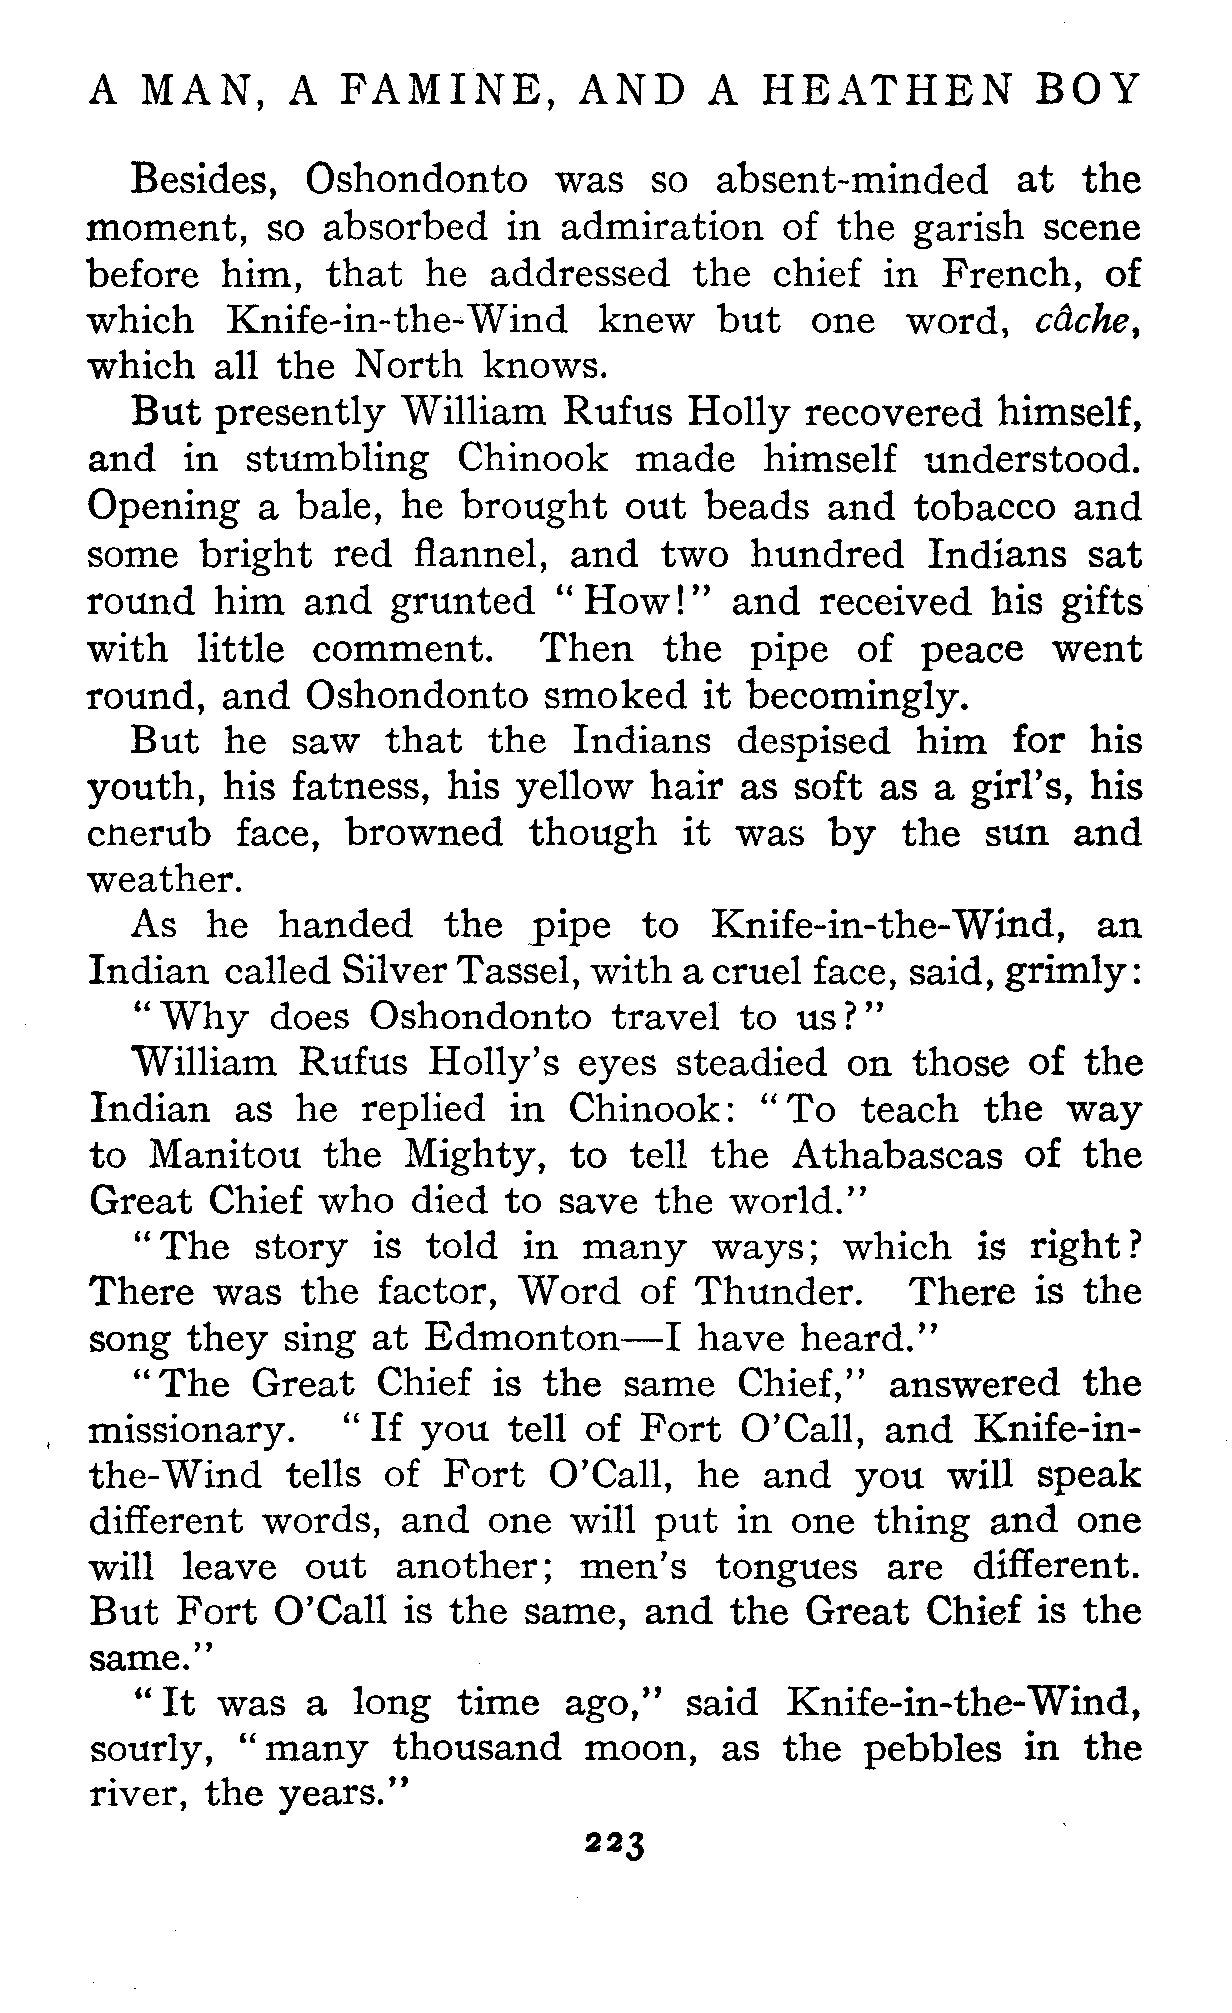 A MAN, A FAMINE, AND A HEATHEN BOY
Besides, Oshondonto was so absent-minded at the
moment, so absorbed in admiration of the garish scene
before him, that he addressed the chief in French, of
which Knife-in-the-Wind knew but one word, câche,
which all the North knows.
But presently William Rufus Holly recovered himself,
and in stumbling Chinook made himself understood.
Opening a bale, he brought out beads and tobacco and
some bright red flannel, and two hundred Indians sat
round him and grunted "How!" and received his gifts
with little comment. Then the pipe of peace went
round, and Oshondonto smoked it becomingly.
But he saw that the Indians despised him for his
youth, his fatness, his yellow hair as soft as a girl's, his
cherub face, browned though it was by the sun and
weather.
As he handed the pipe to Knife-in-the-Wind, an
Indian called Silver Tassel, with a cruel face, said, grimly:
"Why does Oshondonto travel to us?"
William Rufus Holly's eyes steadied on those of the
Indian as he replied in Chinook: "To teach the way
to Manitou the Mighty, to tell the Athabascas of the
Great Chief who died to save the world."
"The story is told in many ways; which is right?
There was the factor, Word of Thunder. There is the
song they sing at Edmonton—I have heard."
"The Great Chief is the same Chief," answered the
missionary. "If you tell of Fort O'Call, and Knife-in-
the-Wind tells of Fort O'Call, he and you will speak
different words, and one will put in one thing and one
will leave out another; men's tongues are different.
But Fort O'Call is the same, and the Great Chief is the
same."
"It was a long time ago," said Knife-in-the-Wind,
sourly, "many thousand moon, as the pebbles in the
river, the years."
223